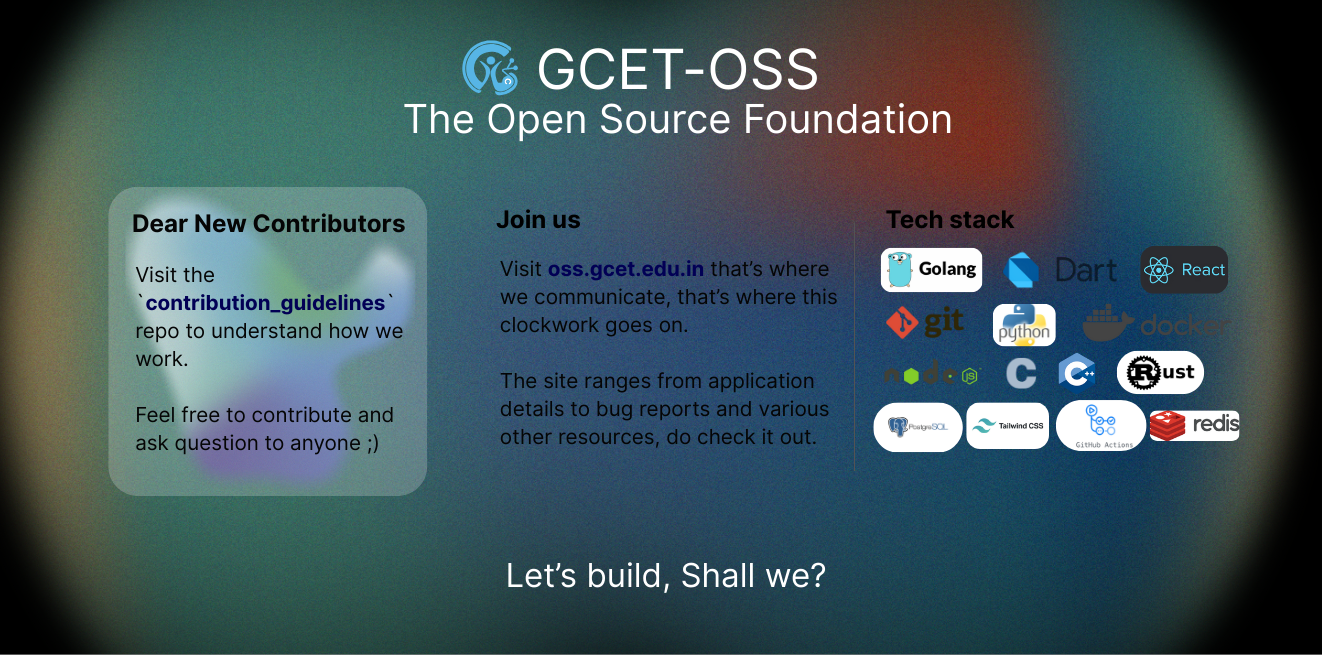 GCET-OSS
The Open Source Foundation
Dear New Contributors
Visit the
`contribution_guidelines`
repo to understand how we
work.
Feel free to contribute and
ask question to anyone ;)
Join us
Visit oss.gcet.edu.in that’s where
we communicate, that’s where this
clockwork goes on.
The site ranges from application
details to bug reports and various
other resources, do check it out.
Tech stack
Golang
Dart
React
git
python
docker
node
JS
C
C++
Rust
PostgreSQL
Tailwind CSS
GitHub Actions
redis
Let’s build, Shall we?